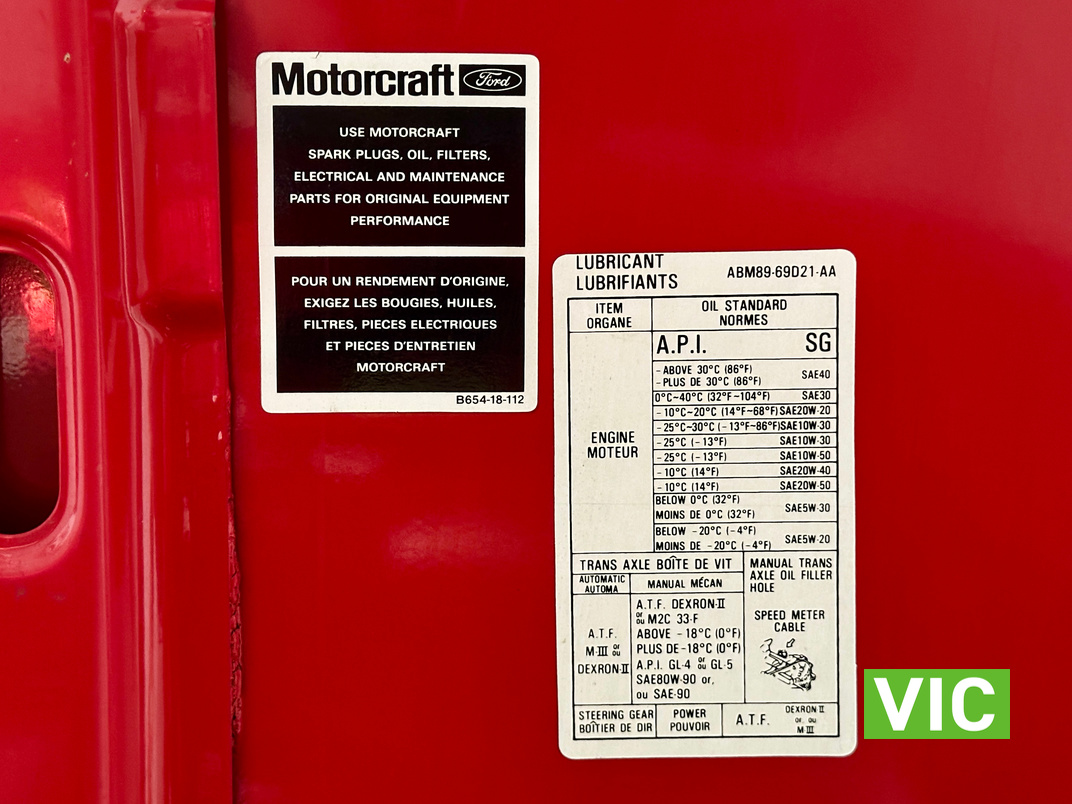 Motorcraft Ford
USE MOTORCRAFT
SPARK PLUGS, OIL, FILTERS,
ELECTRICAL AND MAINTENANCE
PARTS FOR ORIGINAL EQUIPMENT
PERFORMANCE
POUR UN RENDEMENT D'ORIGINE,
EXIGEZ LES BOUGIES, HUILES,
FILTRES, PIECES ELECTRIQUES
ET PIECES D'ENTRETIEN
MOTORCRAFT
B654-18-112
LUBRICANT
LUBRIFIANTS
ABM89-69D21-AA
ITEM
ORGANE
OIL STANDARD
NORMES
ENGINE
MOTEUR
A.P.I. SG
-ABOVE 30°C (86°F)
-PLUS DE 30°C (86°F)
SAE40
0°C~40°C (32°F~104°F) SAE30
-10°C~20°C (14°F~68°F) SAE20W-20
-25°C~30°C (-13°F~86°F) SAE10W-30
-25°C (-13°F) SAE10W-30
-25°C (-13°F) SAE10W-50
-10°C (14°F) SAE20W-40
-10°C (14°F) SAE20W-50
BELOW 0°C (32°F)
MOINS DE 0°C (32°F)
SAE5W-30
BELOW -20°C (-4°F)
MOINS DE -20°C (-4°F)
SAE5W-20
TRANS AXLE BOÎTE DE VIT
AUTOMATIC
AUTOMA
MANUAL MÉCAN
A.T.F.
M-III or ou
DEXRON-II
A.T.F. DEXRON-II
or ou M2C 33-F
ABOVE -18°C (0°F)
PLUS DE -18°C (0°F)
A.P.I. GL-4 or ou GL-5
SAE80W-90 or,
ou SAE-90
MANUAL TRANS
AXLE OIL FILLER
HOLE
SPEED METER
CABLE
STEERING GEAR
BOÎTIER DE DIR
POWER
POUVOIR
A.T.F.
DEXRON II
or. ou.
M III
VIC